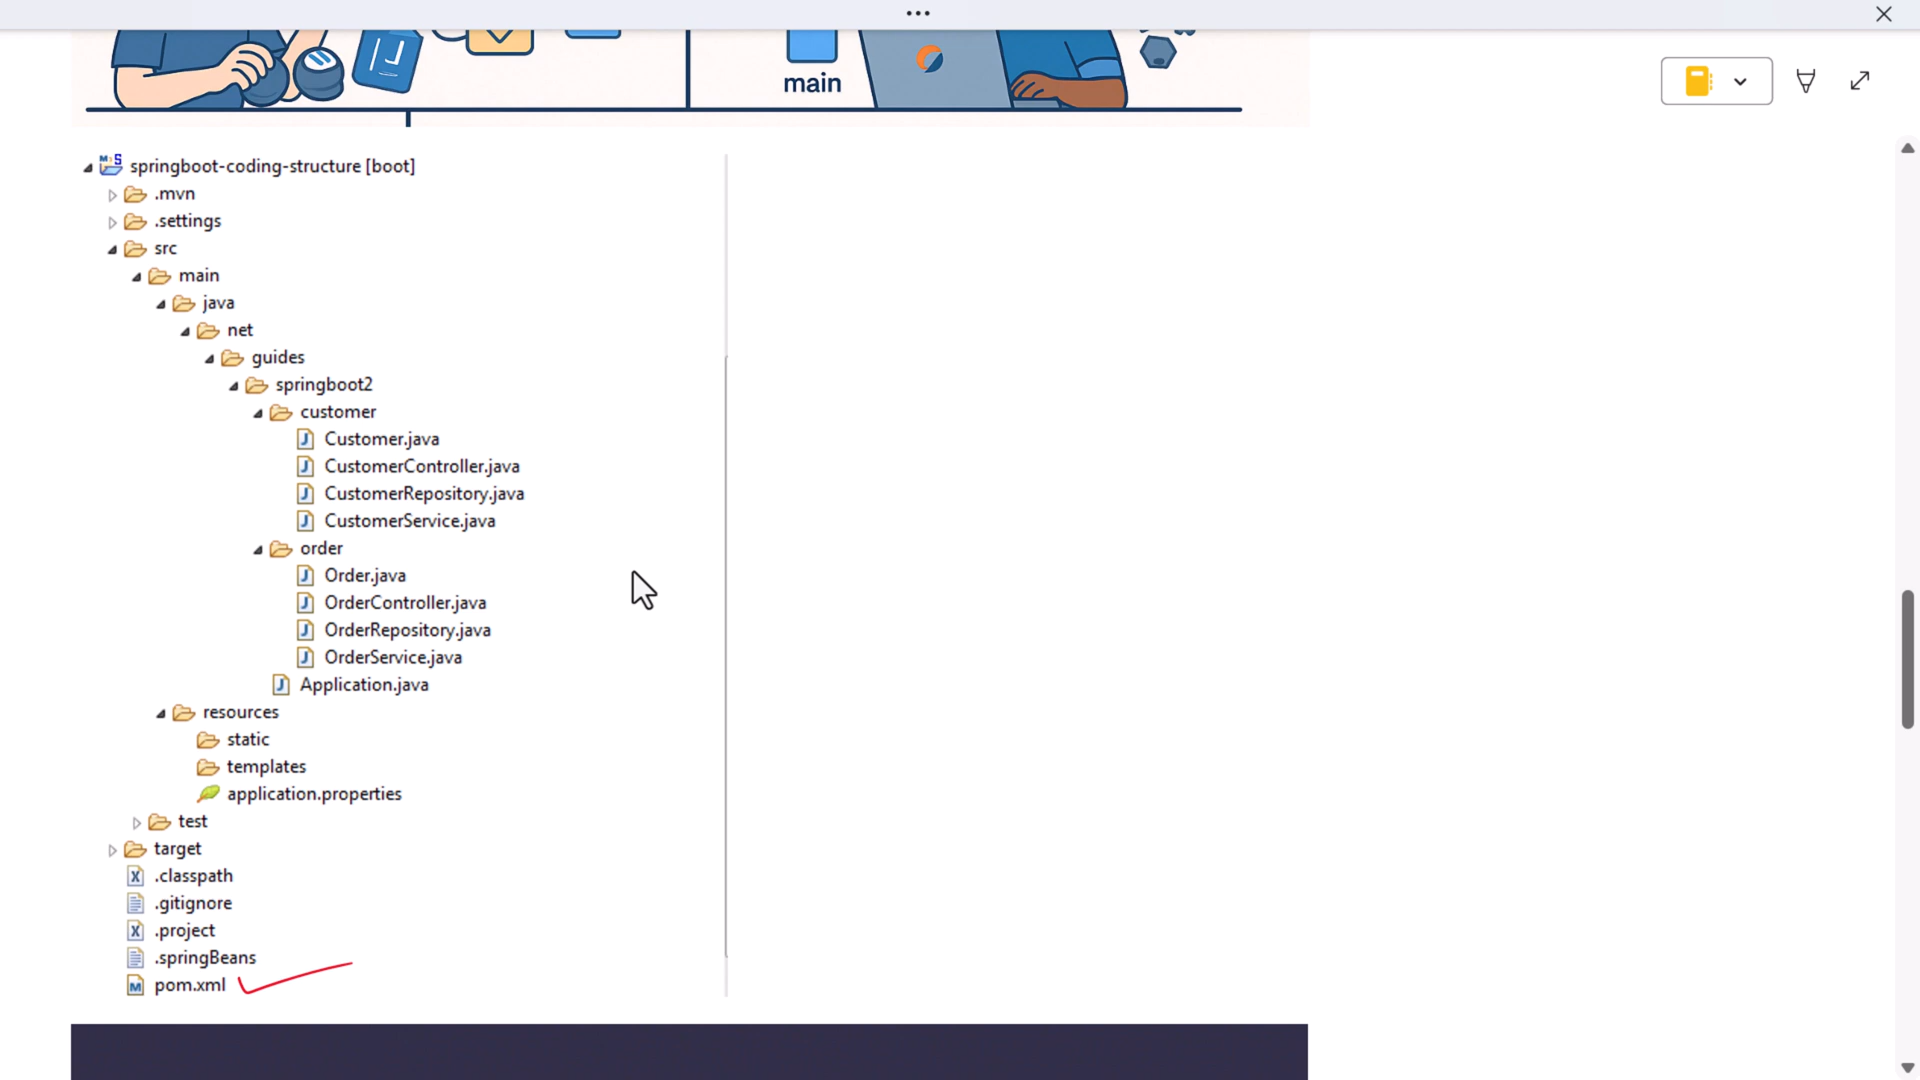 main
springboot-coding-structure [boot]
.mvn
.settings
src
main
java
net
guides
springboot2
customer
Customer.java
CustomerController.java
CustomerRepository.java
CustomerService.java
order
Order.java
OrderController.java
OrderRepository.java
OrderService.java
Application.java
resources
static
templates
application.properties
test
target
.classpath
.gitignore
.project
.springBeans
pom.xml